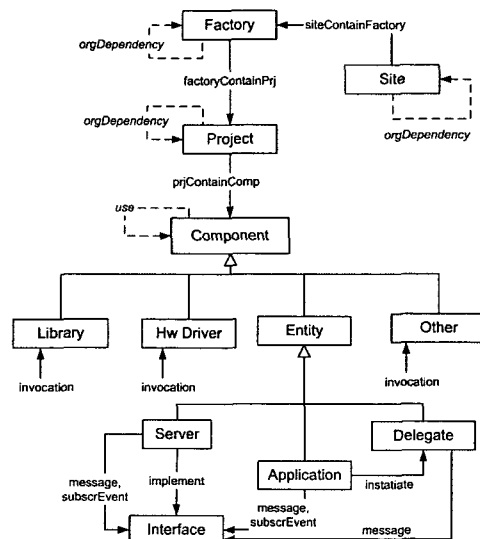 Factory
siteContainFactory
orgDependency
factoryContainPrj
Site
orgDependency
orgDependency
Project
prjContainComp
use
Component
Library
Hw Driver
Entity
Other
invocation
invocation
invocation
Server
Delegate
message,
subscrEvent
implement
Application
instatiate
message,
subscrEvent
Interface
message